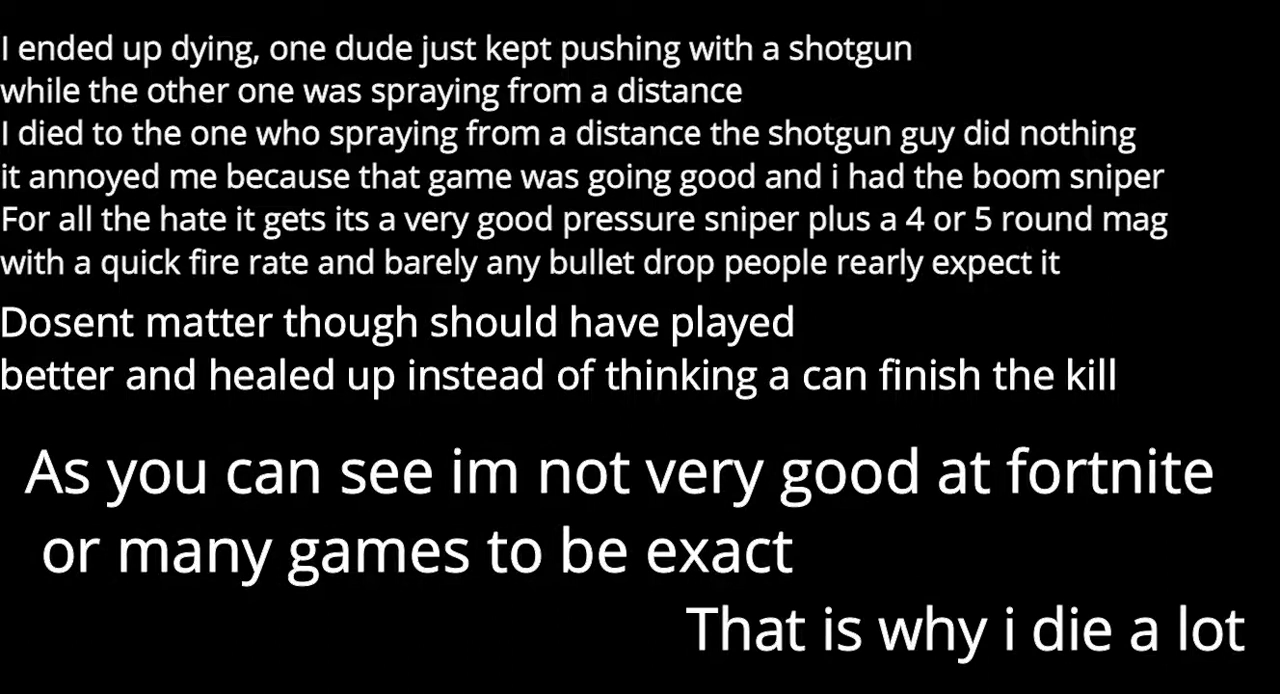 I ended up dying, one dude just kept pushing with a shotgun
while the other one was spraying from a distance
I died to the one who spraying from a distance the shotgun guy did nothing
it annoyed me because that game was going good and i had the boom sniper
For all the hate it gets its a very good pressure sniper plus a 4 or 5 round mag
with a quick fire rate and barely any bullet drop people rearly expect it
Dosent matter though should have played
better and healed up instead of thinking a can finish the kill
As you can see im not very good at fortnite
or many games to be exact
That is why i die a lot